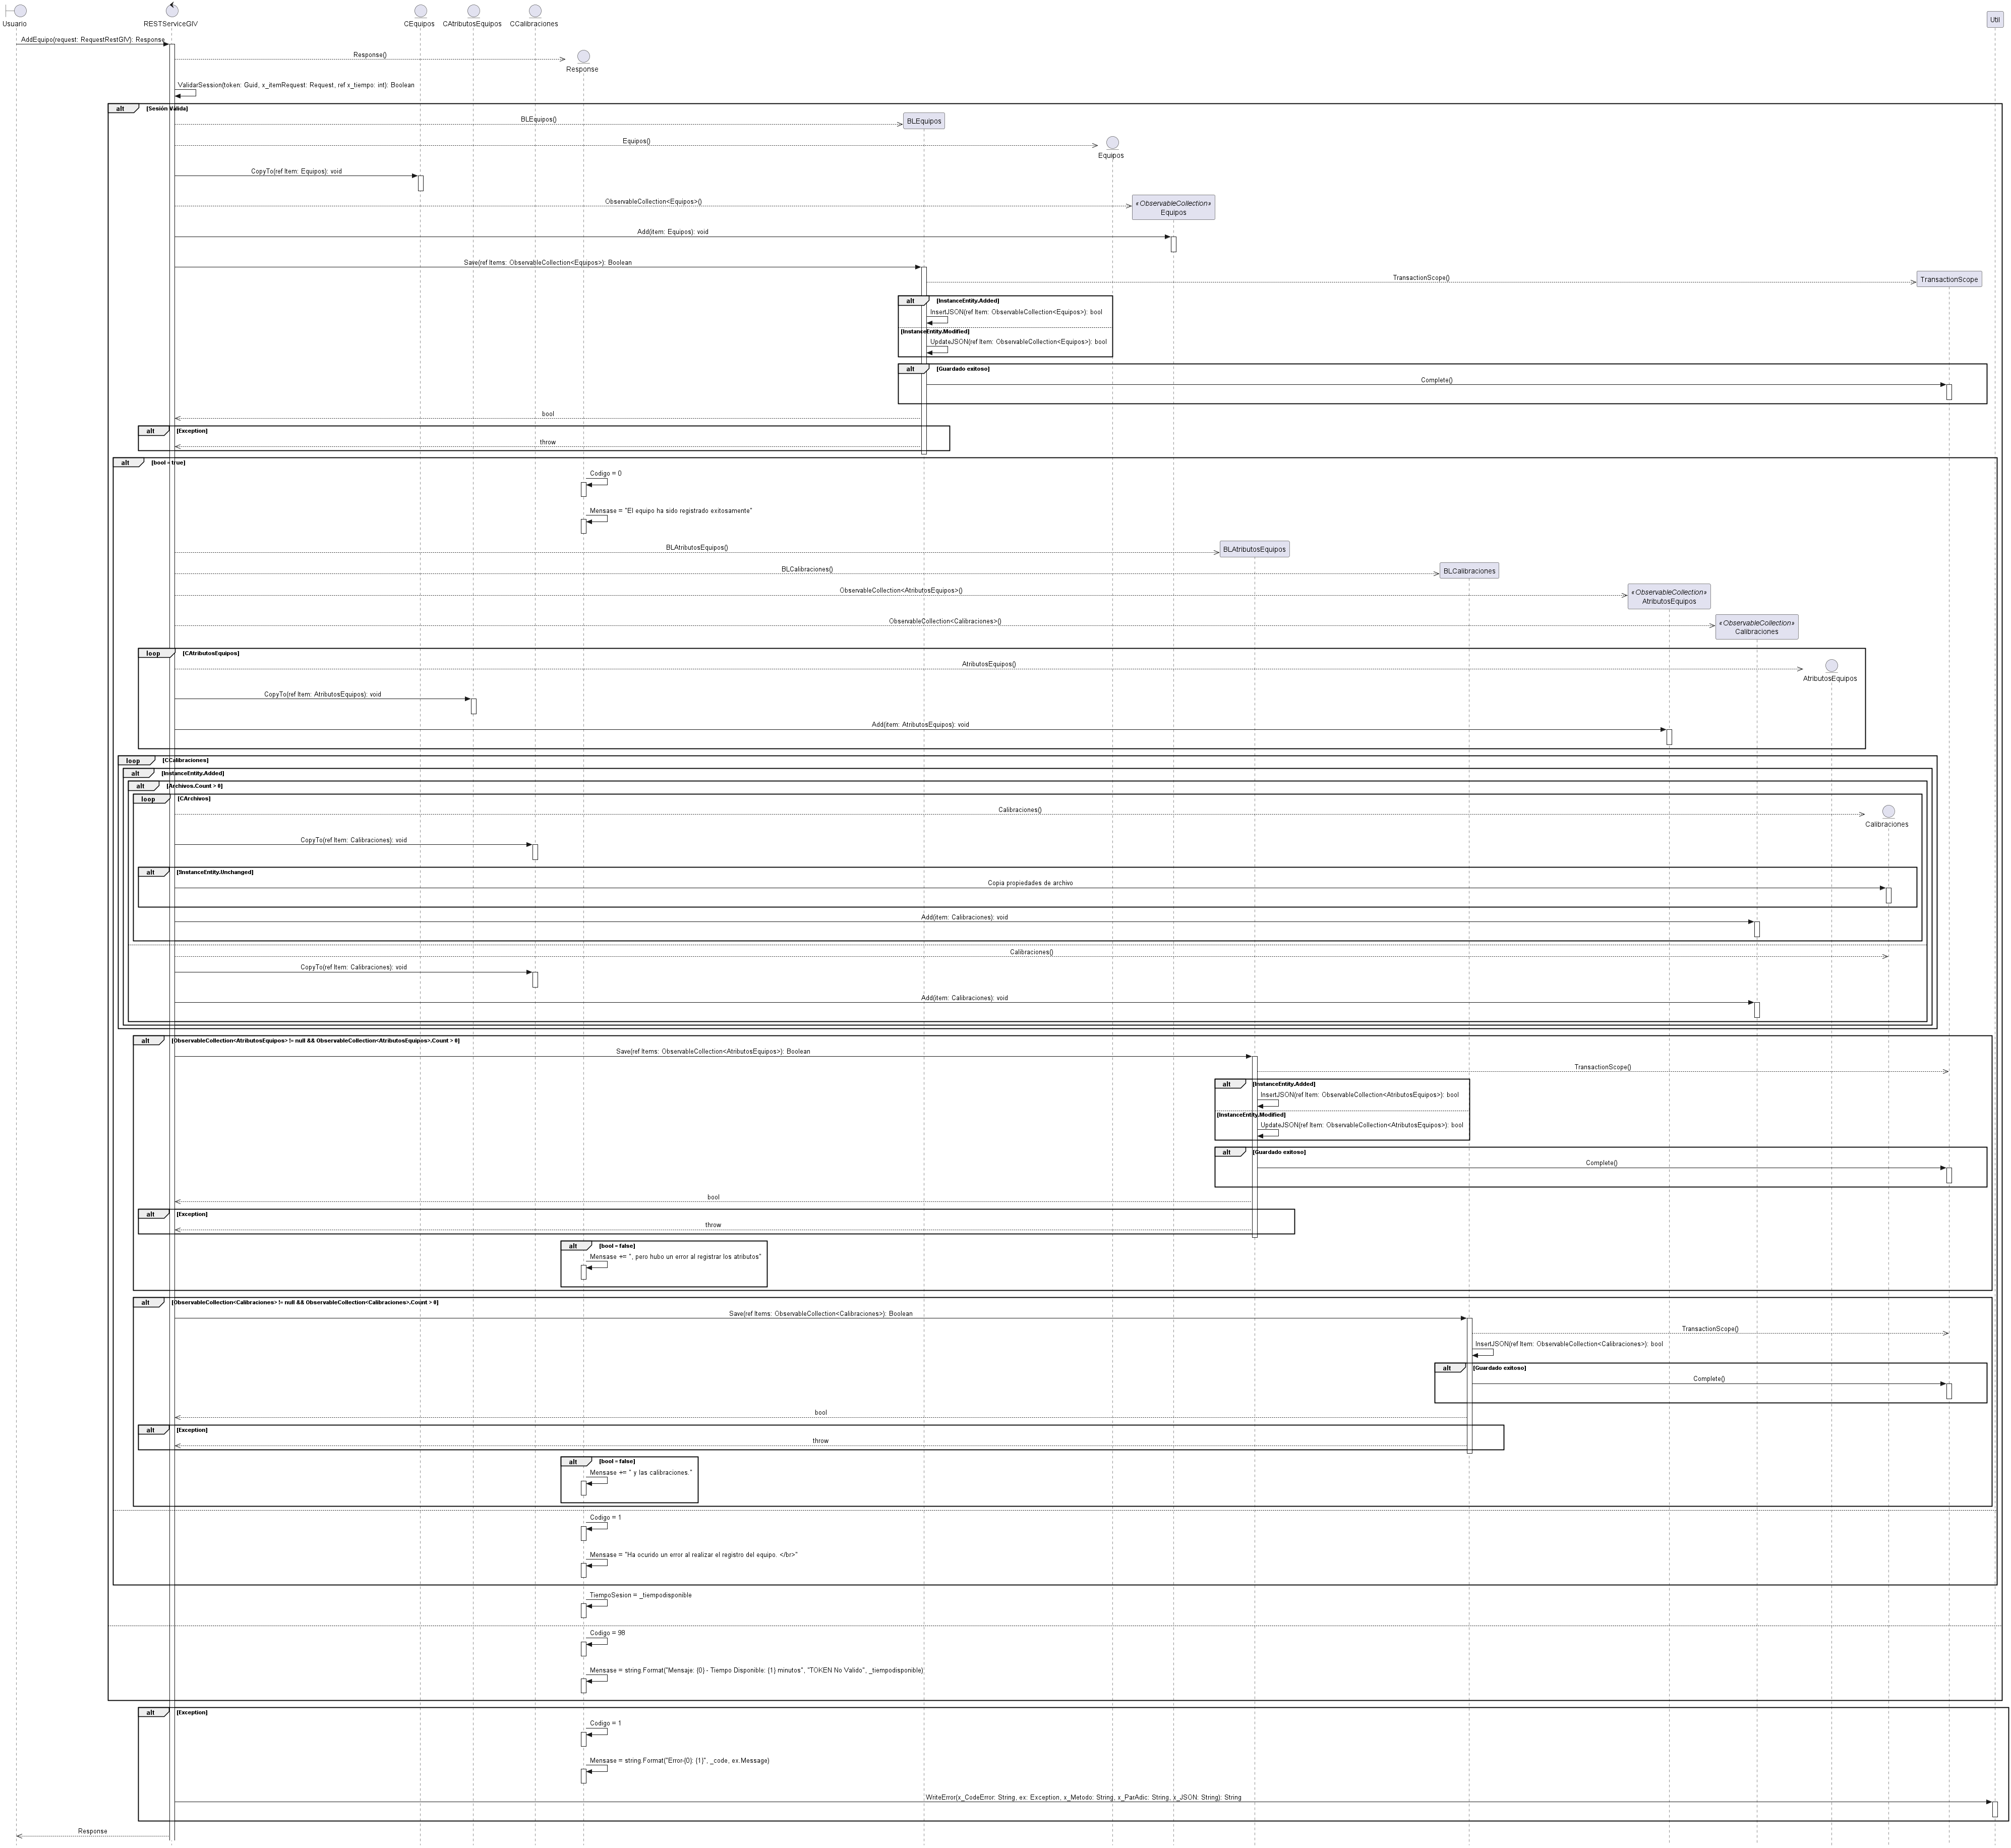 Usuario
RESTServiceGIV
CEquipos
CAtributosEquipos
CCalibraciones
Util
AddEquipo(request: RequestRestGIV): Response
Response()
Response
ValidarSession(token: Guid, x_itemRequest: Request, ref x_tiempo: int): Boolean
alt [Sesión Válida]
BLEquipos()
BLEquipos
Equipos()
Equipos
CopyTo(ref Item: Equipos): void
ObservableCollection<Equipos>()
«ObservableCollection»
Equipos
Add(item: Equipos): void
Save(ref Items: ObservableCollection<Equipos>): Boolean
TransactionScope()
TransactionScope
alt [InstanceEntity.Added]
InsertJSON(ref Item: ObservableCollection<Equipos>): bool
[InstanceEntity.Modified]
UpdateJSON(ref Item: ObservableCollection<Equipos>): bool
alt [Guardado exitoso]
Complete()
bool
alt [Exception]
throw
alt [bool = true]
Codigo = 0
Mensase = "El equipo ha sido registrado exitosamente"
BLAtributosEquipos()
BLAtributosEquipos
BLCalibraciones()
BLCalibraciones
ObservableCollection<AtributosEquipos>()
«ObservableCollection»
AtributosEquipos
ObservableCollection<Calibraciones>()
«ObservableCollection»
Calibraciones
loop [CAtributosEquipos]
AtributosEquipos()
AtributosEquipos
CopyTo(ref Item: AtributosEquipos): void
Add(item: AtributosEquipos): void
loop [CCalibraciones]
alt [InstanceEntity.Added]
alt [Archivos.Count > 0]
loop [CArchivos]
Calibraciones()
Calibraciones
CopyTo(ref Item: Calibraciones): void
alt [!InstanceEntity.Unchanged]
Copia propiedades de archivo
Add(item: Calibraciones): void
Calibraciones()
CopyTo(ref Item: Calibraciones): void
Add(item: Calibraciones): void
alt [ObservableCollection<AtributosEquipos> != null && ObservableCollection<AtributosEquipos>.Count > 0]
Save(ref Items: ObservableCollection<AtributosEquipos>): Boolean
TransactionScope()
alt [InstanceEntity.Added]
InsertJSON(ref Item: ObservableCollection<AtributosEquipos>): bool
[InstanceEntity.Modified]
UpdateJSON(ref Item: ObservableCollection<AtributosEquipos>): bool
alt [Guardado exitoso]
Complete()
bool
alt [Exception]
throw
alt [bool = false]
Mensase += ", pero hubo un error al registrar los atributos"
alt [ObservableCollection<Calibraciones> != null && ObservableCollection<Calibraciones>.Count > 0]
Save(ref Items: ObservableCollection<Calibraciones>): Boolean
TransactionScope()
InsertJSON(ref Item: ObservableCollection<Calibraciones>): bool
alt [Guardado exitoso]
Complete()
bool
alt [Exception]
throw
alt [bool = false]
Mensase += " y las calibraciones."
Codigo = 1
Mensase = "Ha ocurido un error al realizar el registro del equipo. </br>"
TiempoSesion = _tiempodisponible
Codigo = 98
Mensase = string.Format("Mensaje: {0} - Tiempo Disponible: {1} minutos", "TOKEN No Valido", _tiempodisponible)
alt [Exception]
Codigo = 1
Mensase = string.Format("Error-{0}: {1}", _code, ex.Message)
WriteError(x_CodeError: String, ex: Exception, x_Metodo: String, x_ParAdic: String, x_JSON: String): String
Response